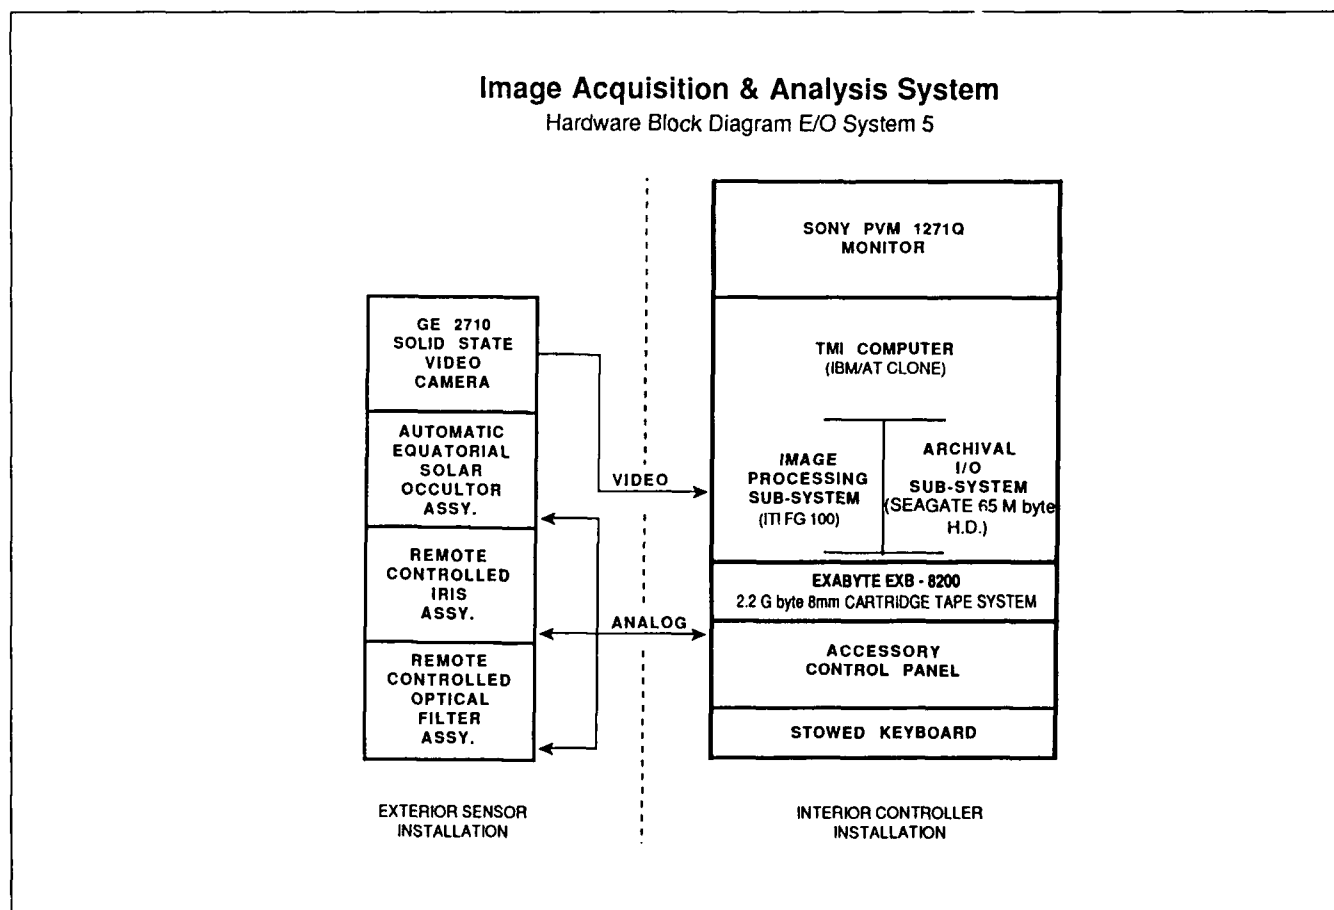 Image Acquisition & Analysis System
Hardware Block Diagram E/O System 5
GE 2710
SOLID STATE
VIDEO
CAMERA
AUTOMATIC
EQUATORIAL
SOLAR
OCCULTOR
ASSY.
REMOTE
CONTROLLED
IRIS
ASSY.
REMOTE
CONTROLLED
OPTICAL
FILTER
ASSY.
EXTERIOR SENSOR
INSTALLATION
VIDEO
ANALOG
SONY PVM 1271Q
MONITOR
TMI COMPUTER
(IBM/AT CLONE)
IMAGE
PROCESSING
SUB-SYSTEM
(ITI FG 100)
ARCHIVAL
I/O
SUB-SYSTEM
(SEAGATE 65 M byte
H.D.)
EXABYTE EXB - 8200
2.2 G byte 8mm CARTRIDGE TAPE SYSTEM
ACCESSORY
CONTROL PANEL
STOWED KEYBOARD
INTERIOR CONTROLLER
INSTALLATION